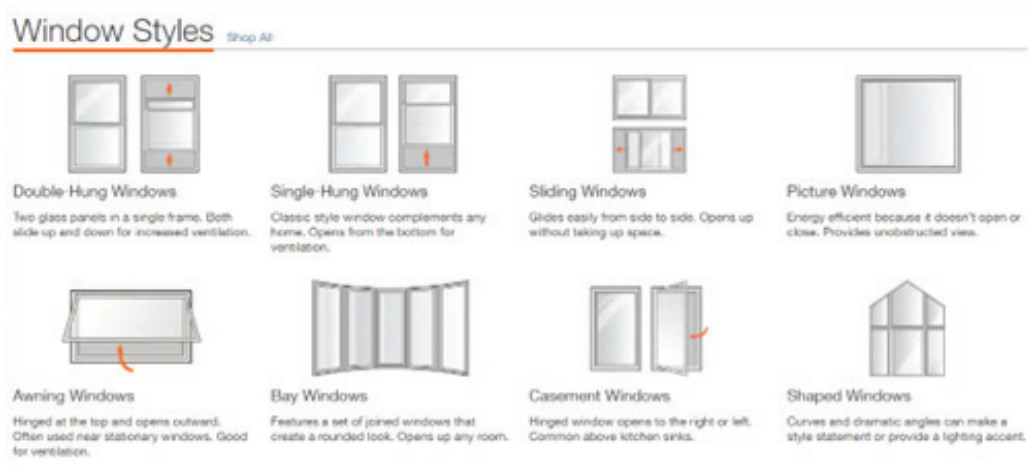 Window Styles Shop All
Double-Hung Windows
Two glass panels in a single frame. Both
slide up and down for increased ventilation.
Single-Hung Windows
Classic style window complements any
home. Opens from the bottom for
ventilation.
Sliding Windows
Glides easily from side to side. Opens up
without taking up space.
Picture Windows
Energy efficient because it doesn't open or
close. Provides unobstructed view.
Awning Windows
Hinged at the top and opens outward.
Often used near stationary windows. Good
for ventilation.
Bay Windows
Features a set of joined windows that
create a rounded look. Opens up any room.
Casement Windows
Hinged window opens to the right or left.
Common above kitchen sinks.
Shaped Windows
Curves and dramatic angles can make a
style statement or provide a lighting accent.